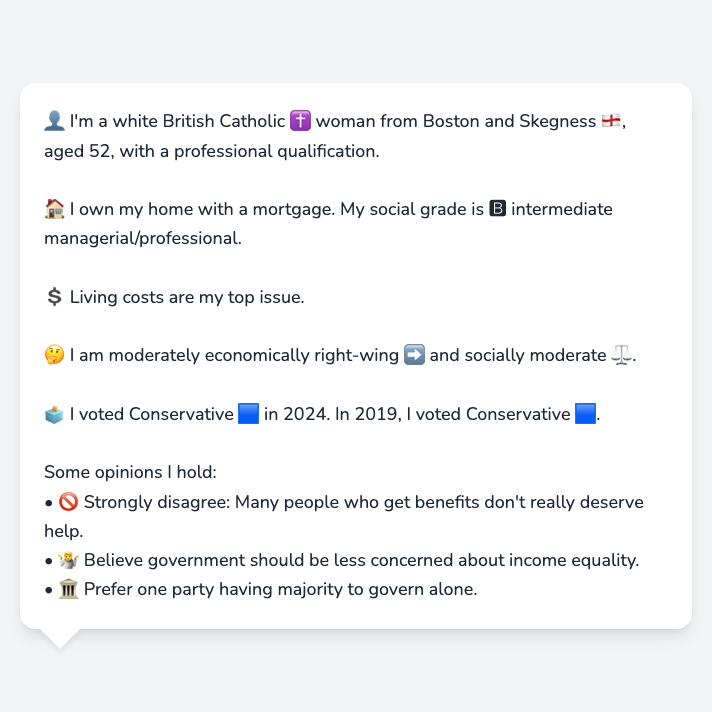 👤 I'm a white British Catholic ✝️ woman from Boston and Skegness 🏴󠁧󠁢󠁥󠁮󠁧󠁿,
aged 52, with a professional qualification.
🏠 I own my home with a mortgage. My social grade is 🅱 intermediate
managerial/professional.
💲 Living costs are my top issue.
🤔 I am moderately economically right-wing ➡️ and socially moderate ⚖️.
🗳️ I voted Conservative 🟦 in 2024. In 2019, I voted Conservative 🟦.
Some opinions I hold:
• 🚫 Strongly disagree: Many people who get benefits don't really deserve
help.
• 🤷 Believe government should be less concerned about income equality.
• 🏛️ Prefer one party having majority to govern alone.